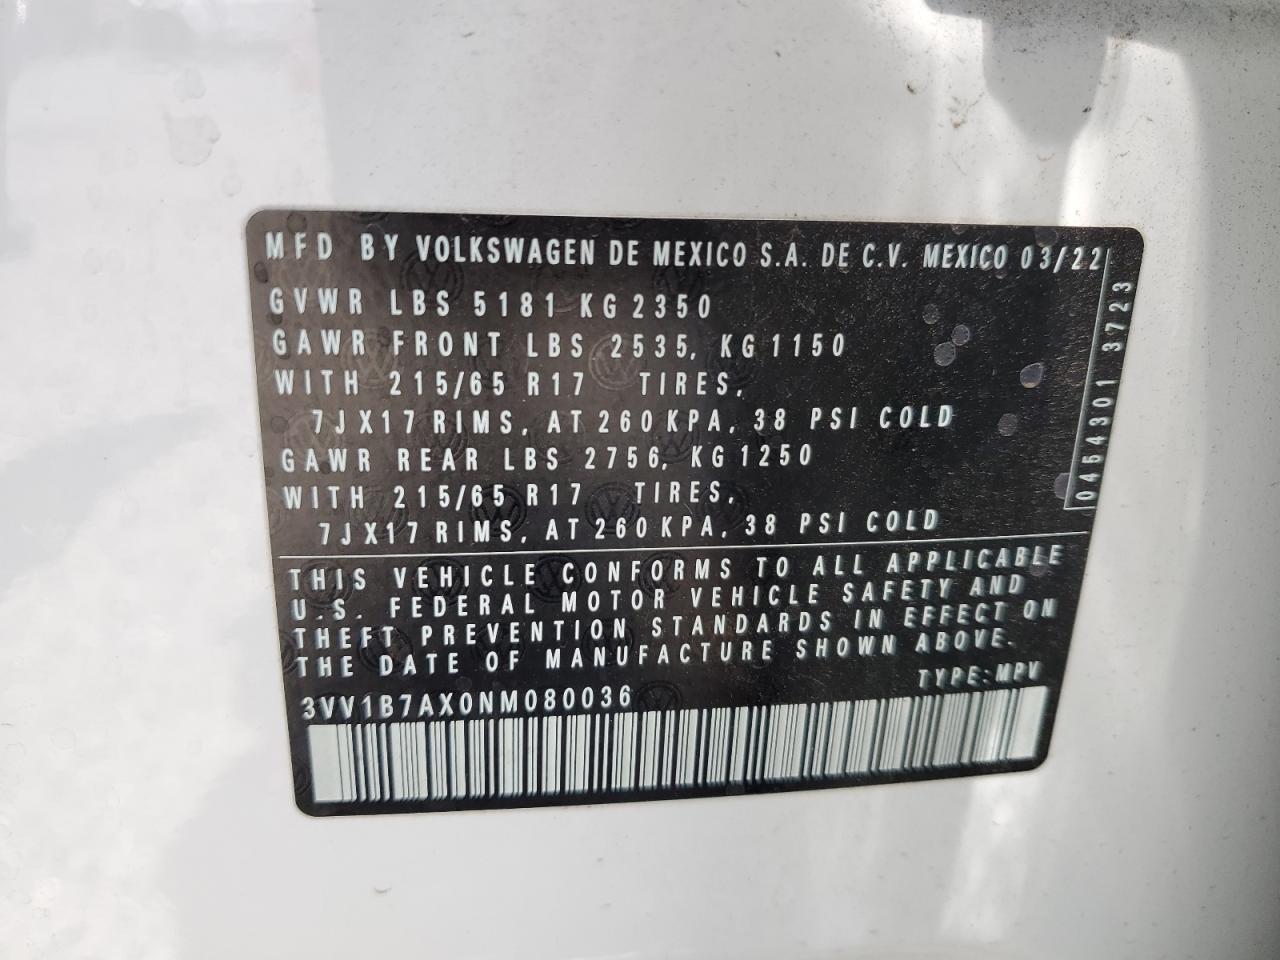 MFD BY VOLKSWAGEN DE MEXICO S.A. DE C.V. MEXICO 03/22
GVWR LBS 5181 KG 2350
GAWR FRONT LBS 2535, KG 1150
WITH 215/65 R17 TIRES,
7JX17 RIMS, AT 260 KPA, 38 PSI COLD
GAWR REAR LBS 2756, KG 1250
WITH 215/65 R17 TIRES,
7JX17 RIMS, AT 260 KPA, 38 PSI COLD
THIS VEHICLE CONFORMS TO ALL APPLICABLE
U.S. FEDERAL MOTOR VEHICLE SAFETY AND
THEFT PREVENTION STANDARDS IN EFFECT ON
THE DATE OF MANUFACTURE SHOWN ABOVE.
TYPE: MPV
3VV1B7AX0NM080036
0454301 3723